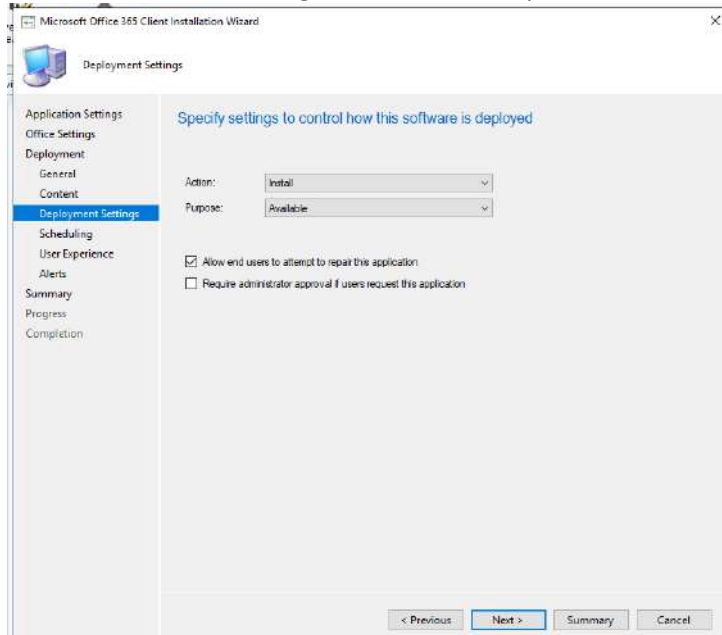 Microsoft Office 365 Client Installation Wizard
Deployment Settings
Application Settings
Office Settings
Deployment
General
Content
Deployment Settings
Scheduling
User Experience
Alerts
Summary
Progress
Completion
Specify settings to control how this software is deployed
Action: Install
Purpose: Available
Allow end users to attempt to repair this application
Require administrator approval if users request this application
< Previous Next > Summary Cancel